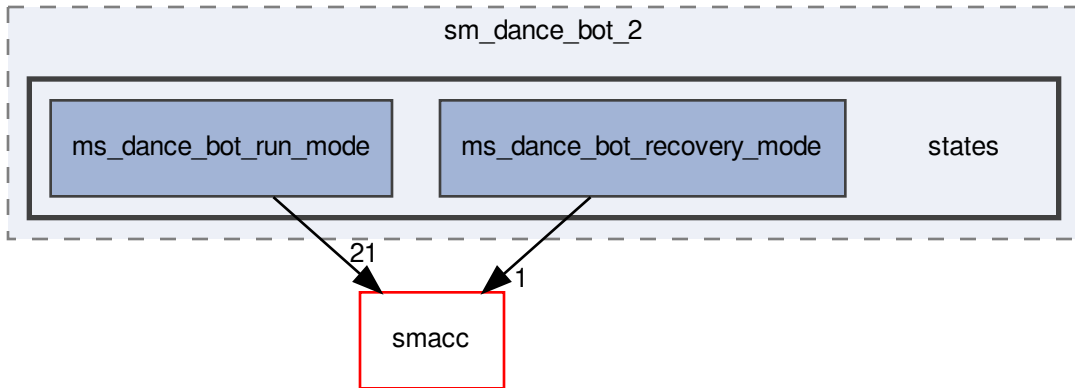 sm_dance_bot_2
ms_dance_bot_run_mode
ms_dance_bot_recovery_mode
states
21
1
smacc